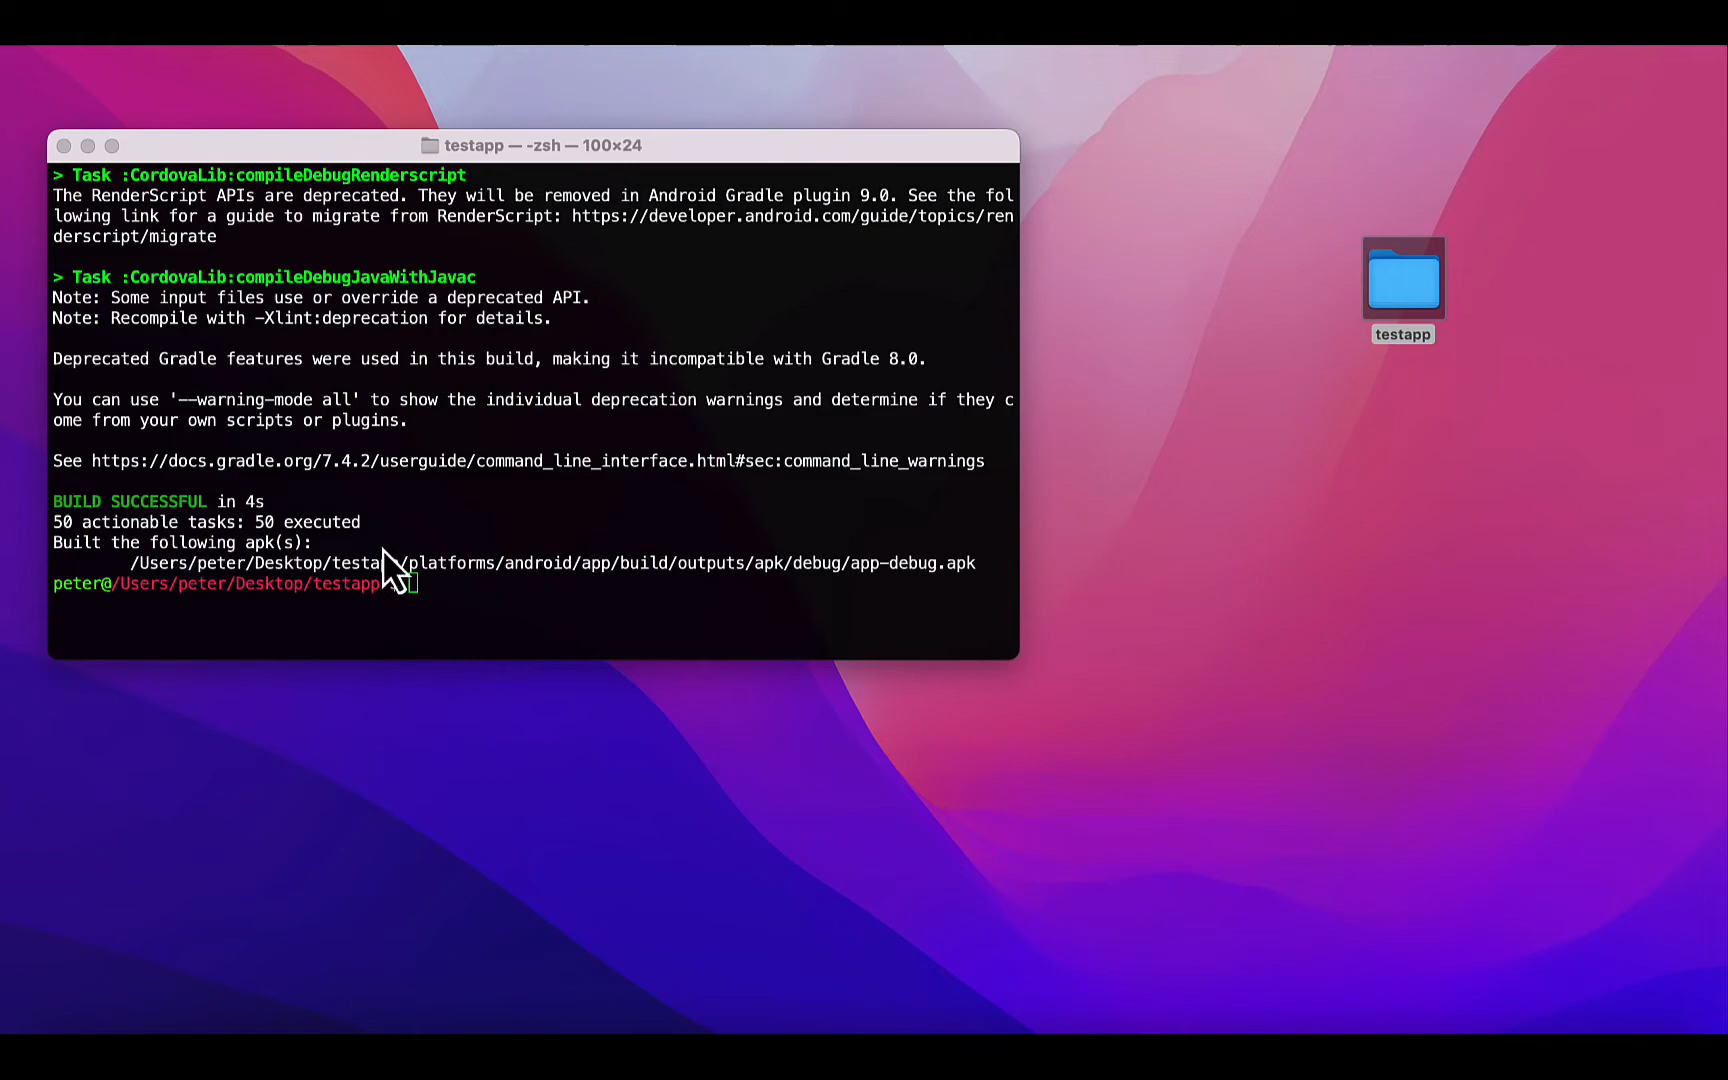 testapp — -zsh — 100×24
> Task :CordovaLib:compileDebugRenderscript
The RenderScript APIs are deprecated. They will be removed in Android Gradle plugin 9.0. See the fol
lowing link for a guide to migrate from RenderScript: https://developer.android.com/guide/topics/ren
derscript/migrate
> Task :CordovaLib:compileDebugJavaWithJavac
Note: Some input files use or override a deprecated API.
Note: Recompile with -Xlint:deprecation for details.
Deprecated Gradle features were used in this build, making it incompatible with Gradle 8.0.
You can use '--warning-mode all' to show the individual deprecation warnings and determine if they c
ome from your own scripts or plugins.
See https://docs.gradle.org/7.4.2/userguide/command_line_interface.html#sec:command_line_warnings
BUILD SUCCESSFUL in 4s
50 actionable tasks: 50 executed
Built the following apk(s):
/Users/peter/Desktop/testapp/platforms/android/app/build/outputs/apk/debug/app-debug.apk
peter@/Users/peter/Desktop/testapp
testapp